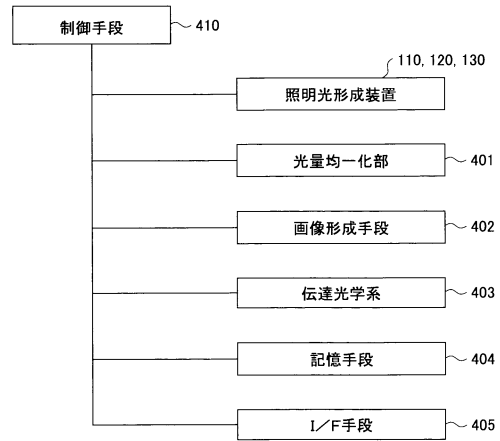 制御手段 410
110, 120, 130
照明光形成装置
光量均一化部 401
画像形成手段 402
伝達光学系 403
記憶手段 404
I／F手段 405